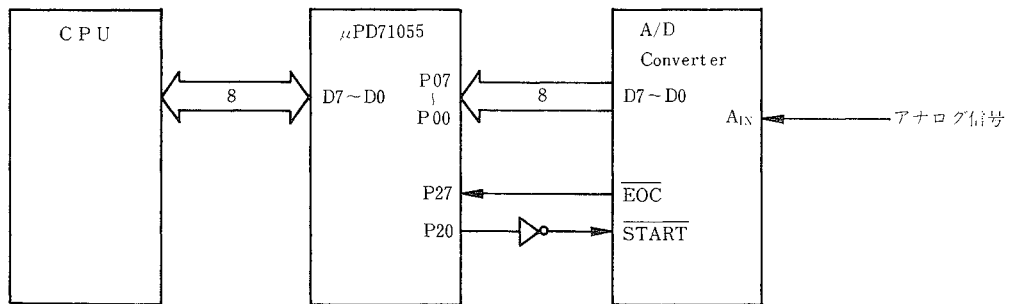 CPU
μPD71055
A/D
Converter
8
D7~D0
P07
~
P00
8
D7~D0
A_IN
アナログ信号
P27
EOC
P20
START